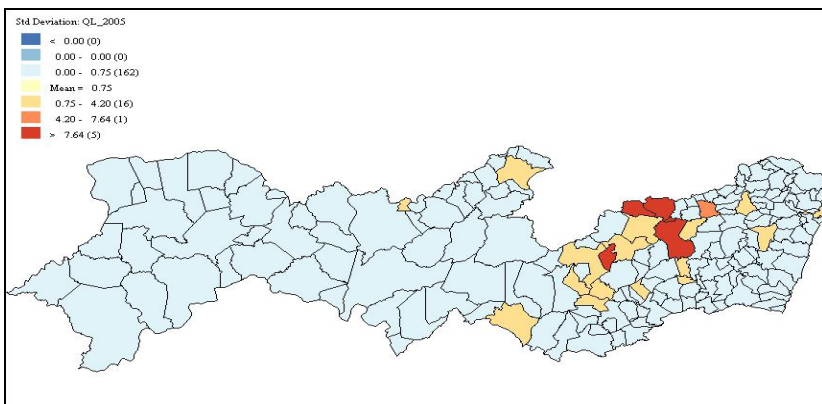 Std Deviation: QL_2005
< 0.00 (0)
0.00 - 0.00 (0)
0.00 - 0.75 (162)
Mean = 0.75
0.75 - 4.20 (16)
4.20 - 7.64 (1)
> 7.64 (5)